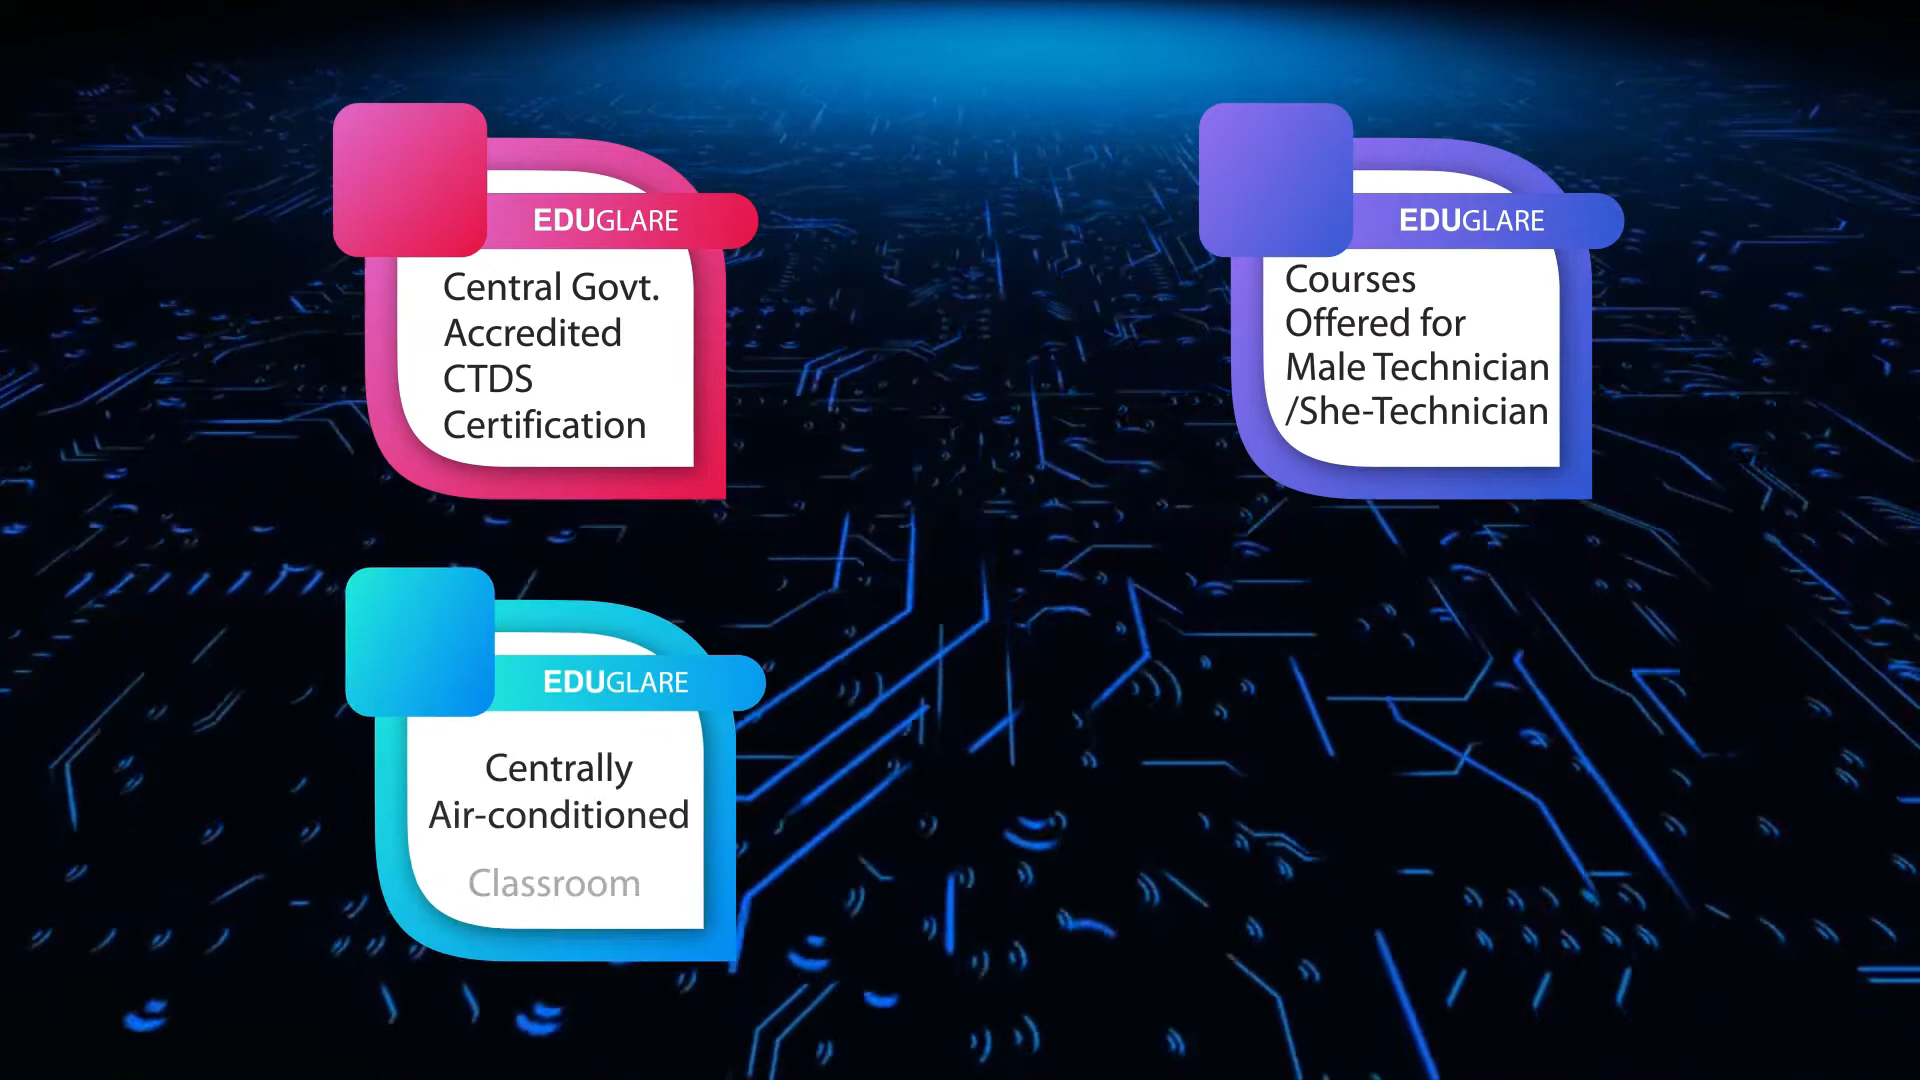 EDUGLARE
Central Govt.
Accredited
CTDS
Certification
EDUGLARE
Courses
Offered for
Male Technician
/She-Technician
EDUGLARE
Centrally
Air-conditioned
Classroom